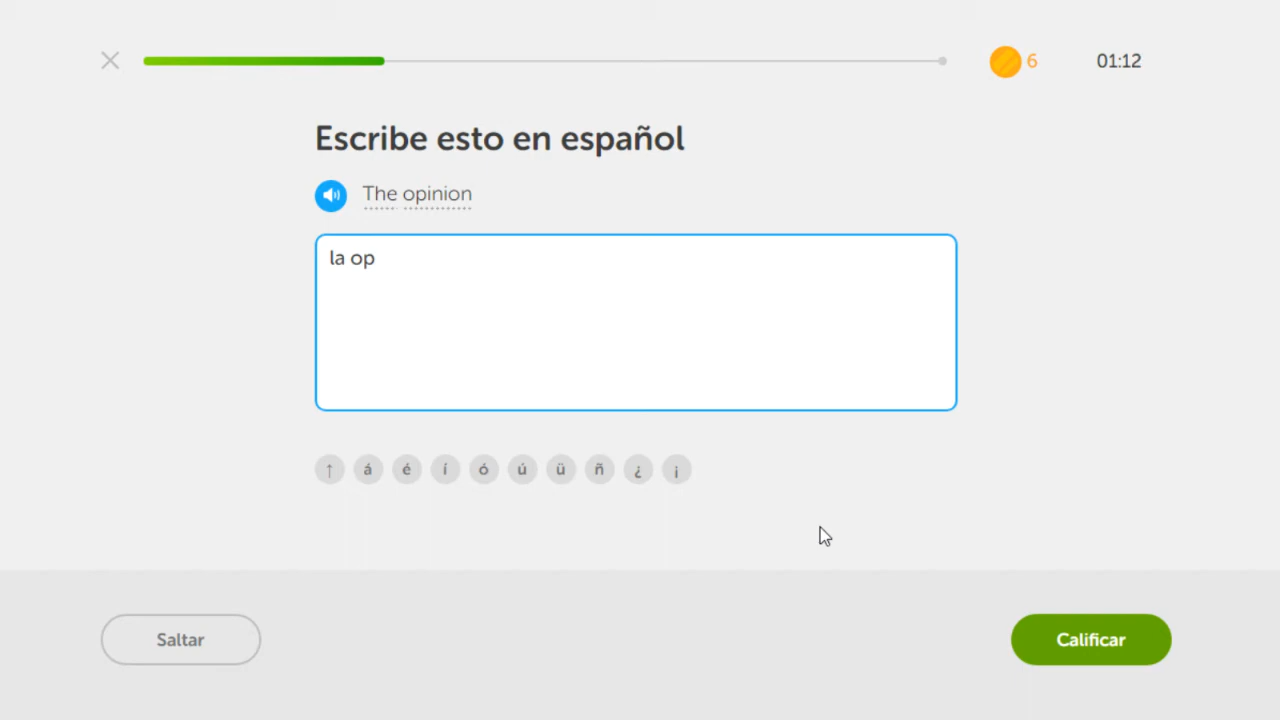 6 01:12
Escribe esto en español
The opinion
la op
↑ á é í ó ú ü ñ ¿ ¡
Saltar Calificar